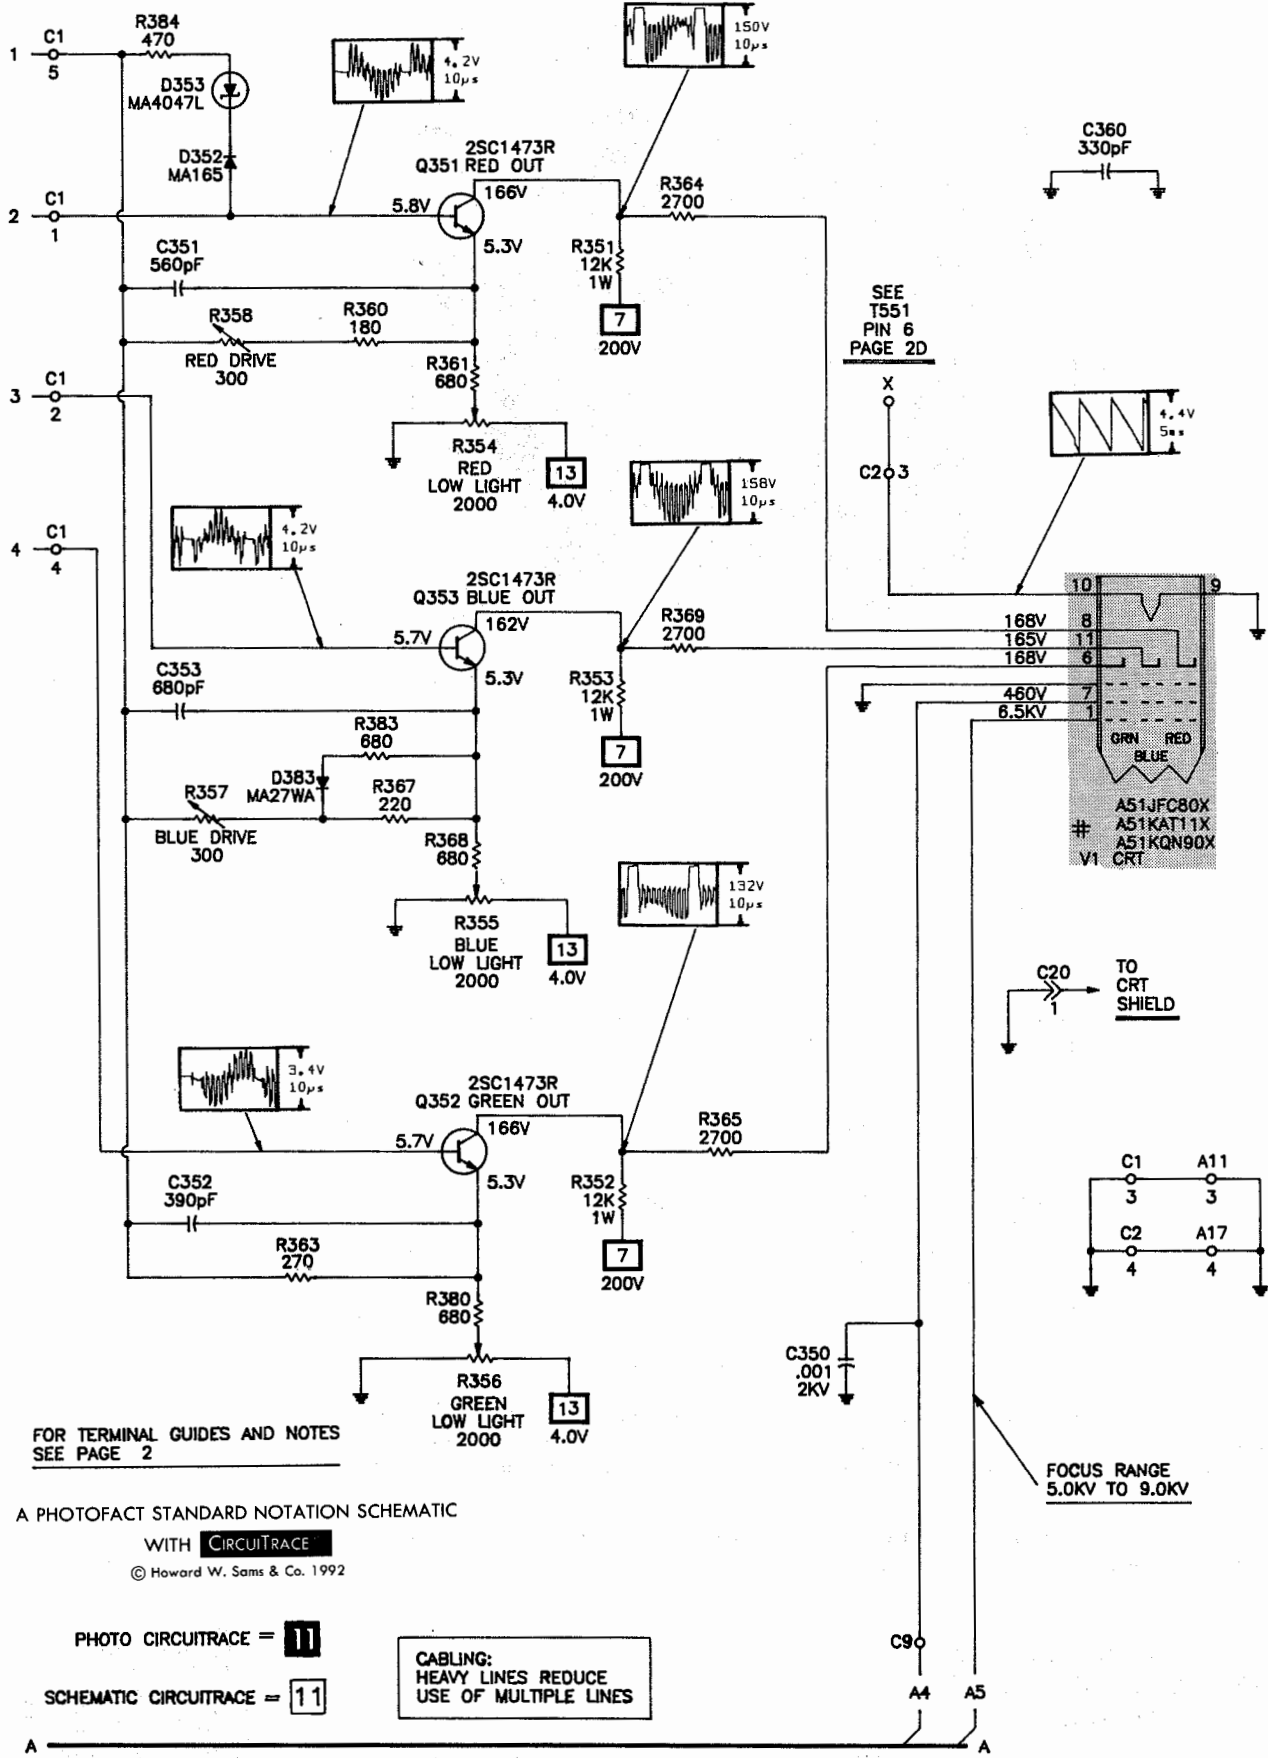 R384
470
1
C1
5
D353
MA4047L
D352
MA165
4.2V
10µs
150V
10µs
C360
330pF
2SC1473R
Q351 RED OUT
166V
5.8V
5.3V
R364
2700
2
C1
1
C351
560pF
R351
12K
1W
7
200V
R358
RED DRIVE
300
R360
180
R361
680
SEE
T551
PIN 6
PAGE 2D
X
C2 3
3
C1
2
R354
RED
LOW LIGHT
2000
13
4.0V
4.4V
5ms
158V
10µs
4.2V
10µs
4
C1
4
2SC1473R
Q353 BLUE OUT
162V
5.7V
5.3V
R369
2700
C353
680pF
R353
12K
1W
7
200V
10
9
168V 8
165V 11
168V 6
7
460V
6.5KV 1
GRN RED
BLUE
A51JFC80X
# A51KAT11X
A51KQN90X
V1 CRT
R383
680
D383
MA27WA
R367
220
R357
BLUE DRIVE
300
R368
680
R355
BLUE
LOW LIGHT
2000
13
4.0V
132V
10µs
C20
1
TO
CRT
SHIELD
3.4V
10µs
2SC1473R
Q352 GREEN OUT
166V
5.7V
5.3V
R365
2700
C352
390pF
R352
12K
1W
7
200V
R363
270
C1 A11
3 3
C2 A17
4 4
R380
680
R356
GREEN
LOW LIGHT
2000
13
4.0V
C350
.001
2KV
FOR TERMINAL GUIDES AND NOTES
SEE PAGE 2
FOCUS RANGE
5.0KV TO 9.0KV
A PHOTOFACT STANDARD NOTATION SCHEMATIC
WITH CIRCUITRACE
© Howard W. Sams & Co. 1992
PHOTO CIRCUITRACE = 11
SCHEMATIC CIRCUITRACE = 11
CABLING:
HEAVY LINES REDUCE
USE OF MULTIPLE LINES
C9
A4 A5
A A